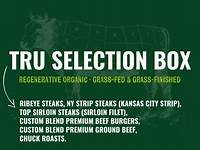 TRU SELECTION BOX
REGENERATIVE ORGANIC · GRASS-FED & GRASS-FINISHED
RIBEYE STEAKS, NY STRIP STEAKS (KANSAS CITY STRIP),
TOP SIRLOIN STEAKS (SIRLOIN FILET),
CUSTOM BLEND PREMIUM BEEF BURGERS,
CUSTOM BLEND PREMIUM GROUND BEEF,
CHUCK ROASTS.